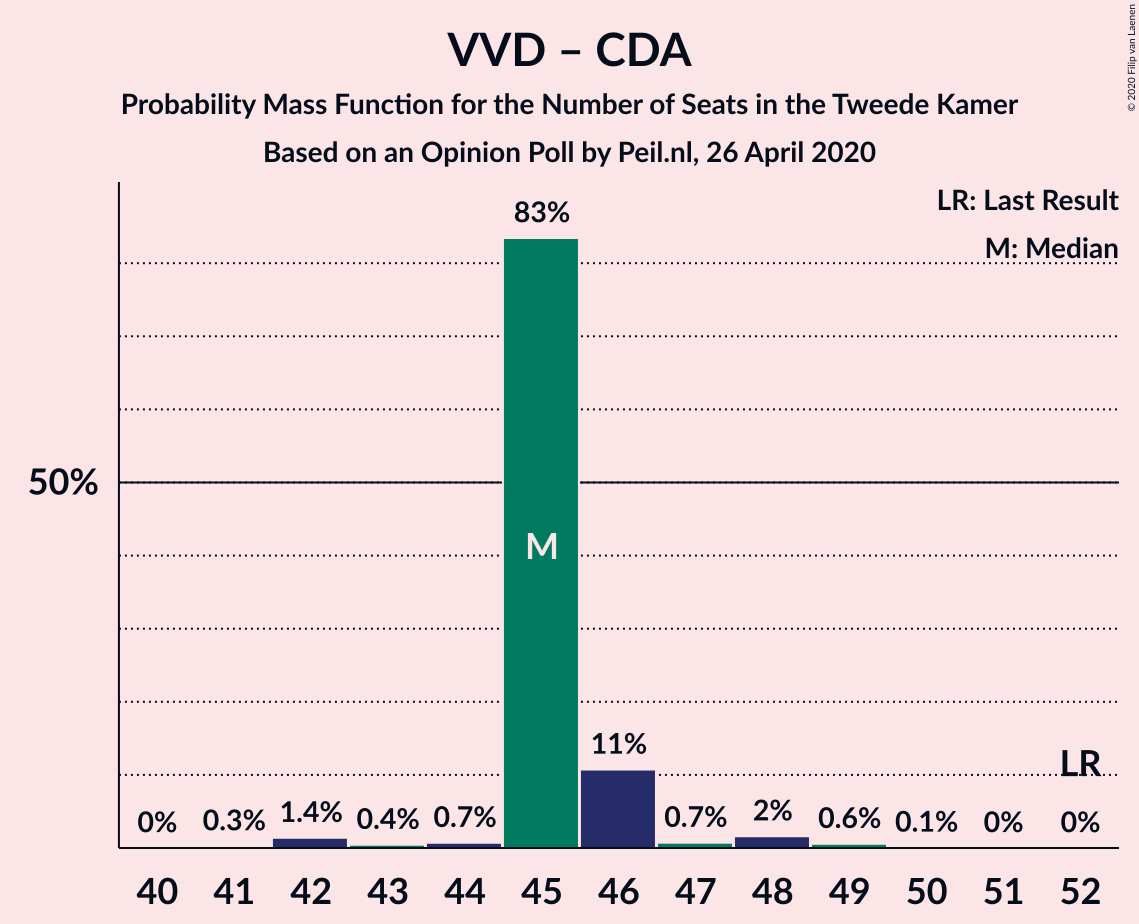 VVD – CDA
Probability Mass Function for the Number of Seats in the Tweede Kamer
Based on an Opinion Poll by Peil.nl, 26 April 2020
© 2020 Filip van Laenen
LR: Last Result
M: Median
50%
83%
M
11%
LR
0% 0.3% 1.4% 0.4% 0.7% 0.7% 2% 0.6% 0.1% 0% 0%
40 41 42 43 44 45 46 47 48 49 50 51 52